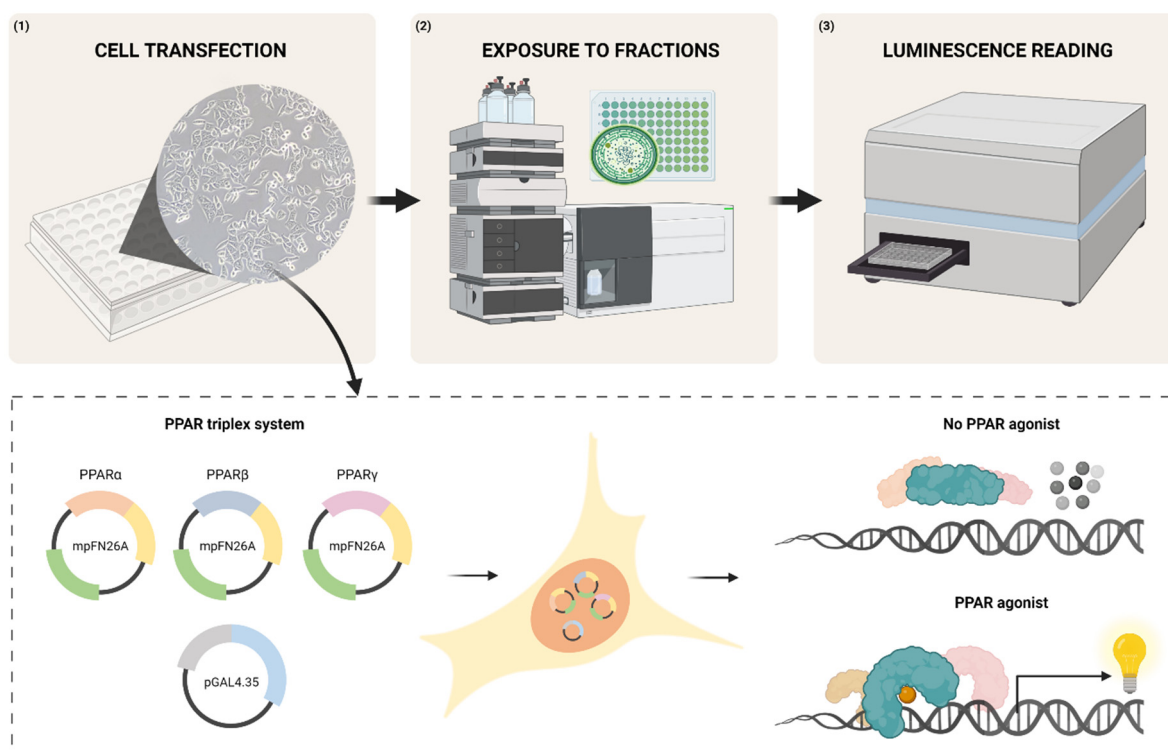 (1)
CELL TRANSFECTION
(2)
EXPOSURE TO FRACTIONS
(3)
LUMINESCENCE READING
PPAR triplex system
PPARα
PPARβ
PPARγ
mpFN26A
mpFN26A
mpFN26A
pGAL4.35
No PPAR agonist
PPAR agonist